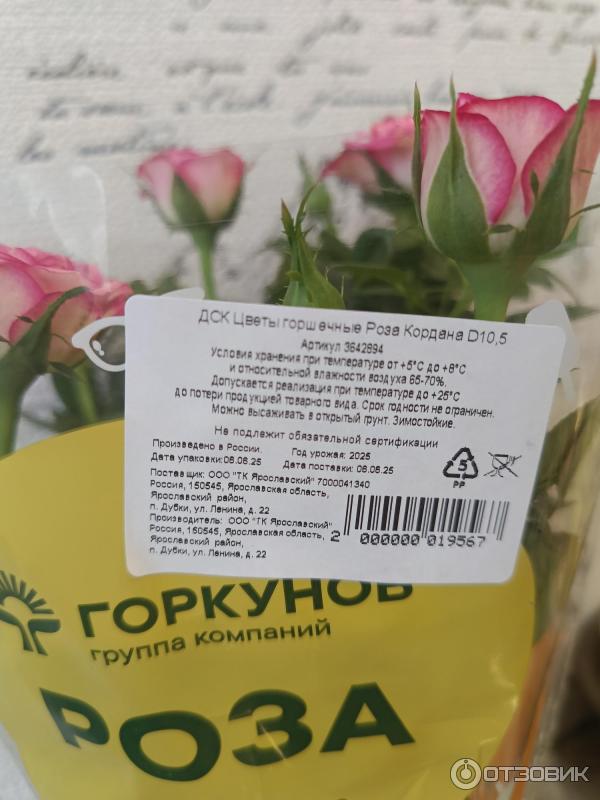 ДСК Цветы горшечные Роза Кордана D10,5
Артикул 3642894
Условия хранения при температуре от +5°С до +8°С
и относительной влажности воздуха 65-70%.
Допускается реализация при температуре до +25°С
до потери продукцией товарного вида. Срок годности не ограничен.
Можно высаживать в открытый грунт. Зимостойкие.
Не подлежит обязательной сертификации
Произведено в России. Год урожая: 2025
Дата упаковки:06.06.25 Дата поставки: 06.06.25
Поставщик: ООО "ТК Ярославский" 7000041340
Россия, 150545, Ярославская область,
Ярославский район,
п. Дубки, ул. Ленина, д. 22
Производитель: ООО "ТК Ярославский"
Россия, 150545, Ярославская область,
Ярославский район,
п. Дубки, ул. Ленина, д. 22
5
PP
2 000000 019567
ГОРКУНОВ
группа компаний
РОЗА
ОТЗОВИК